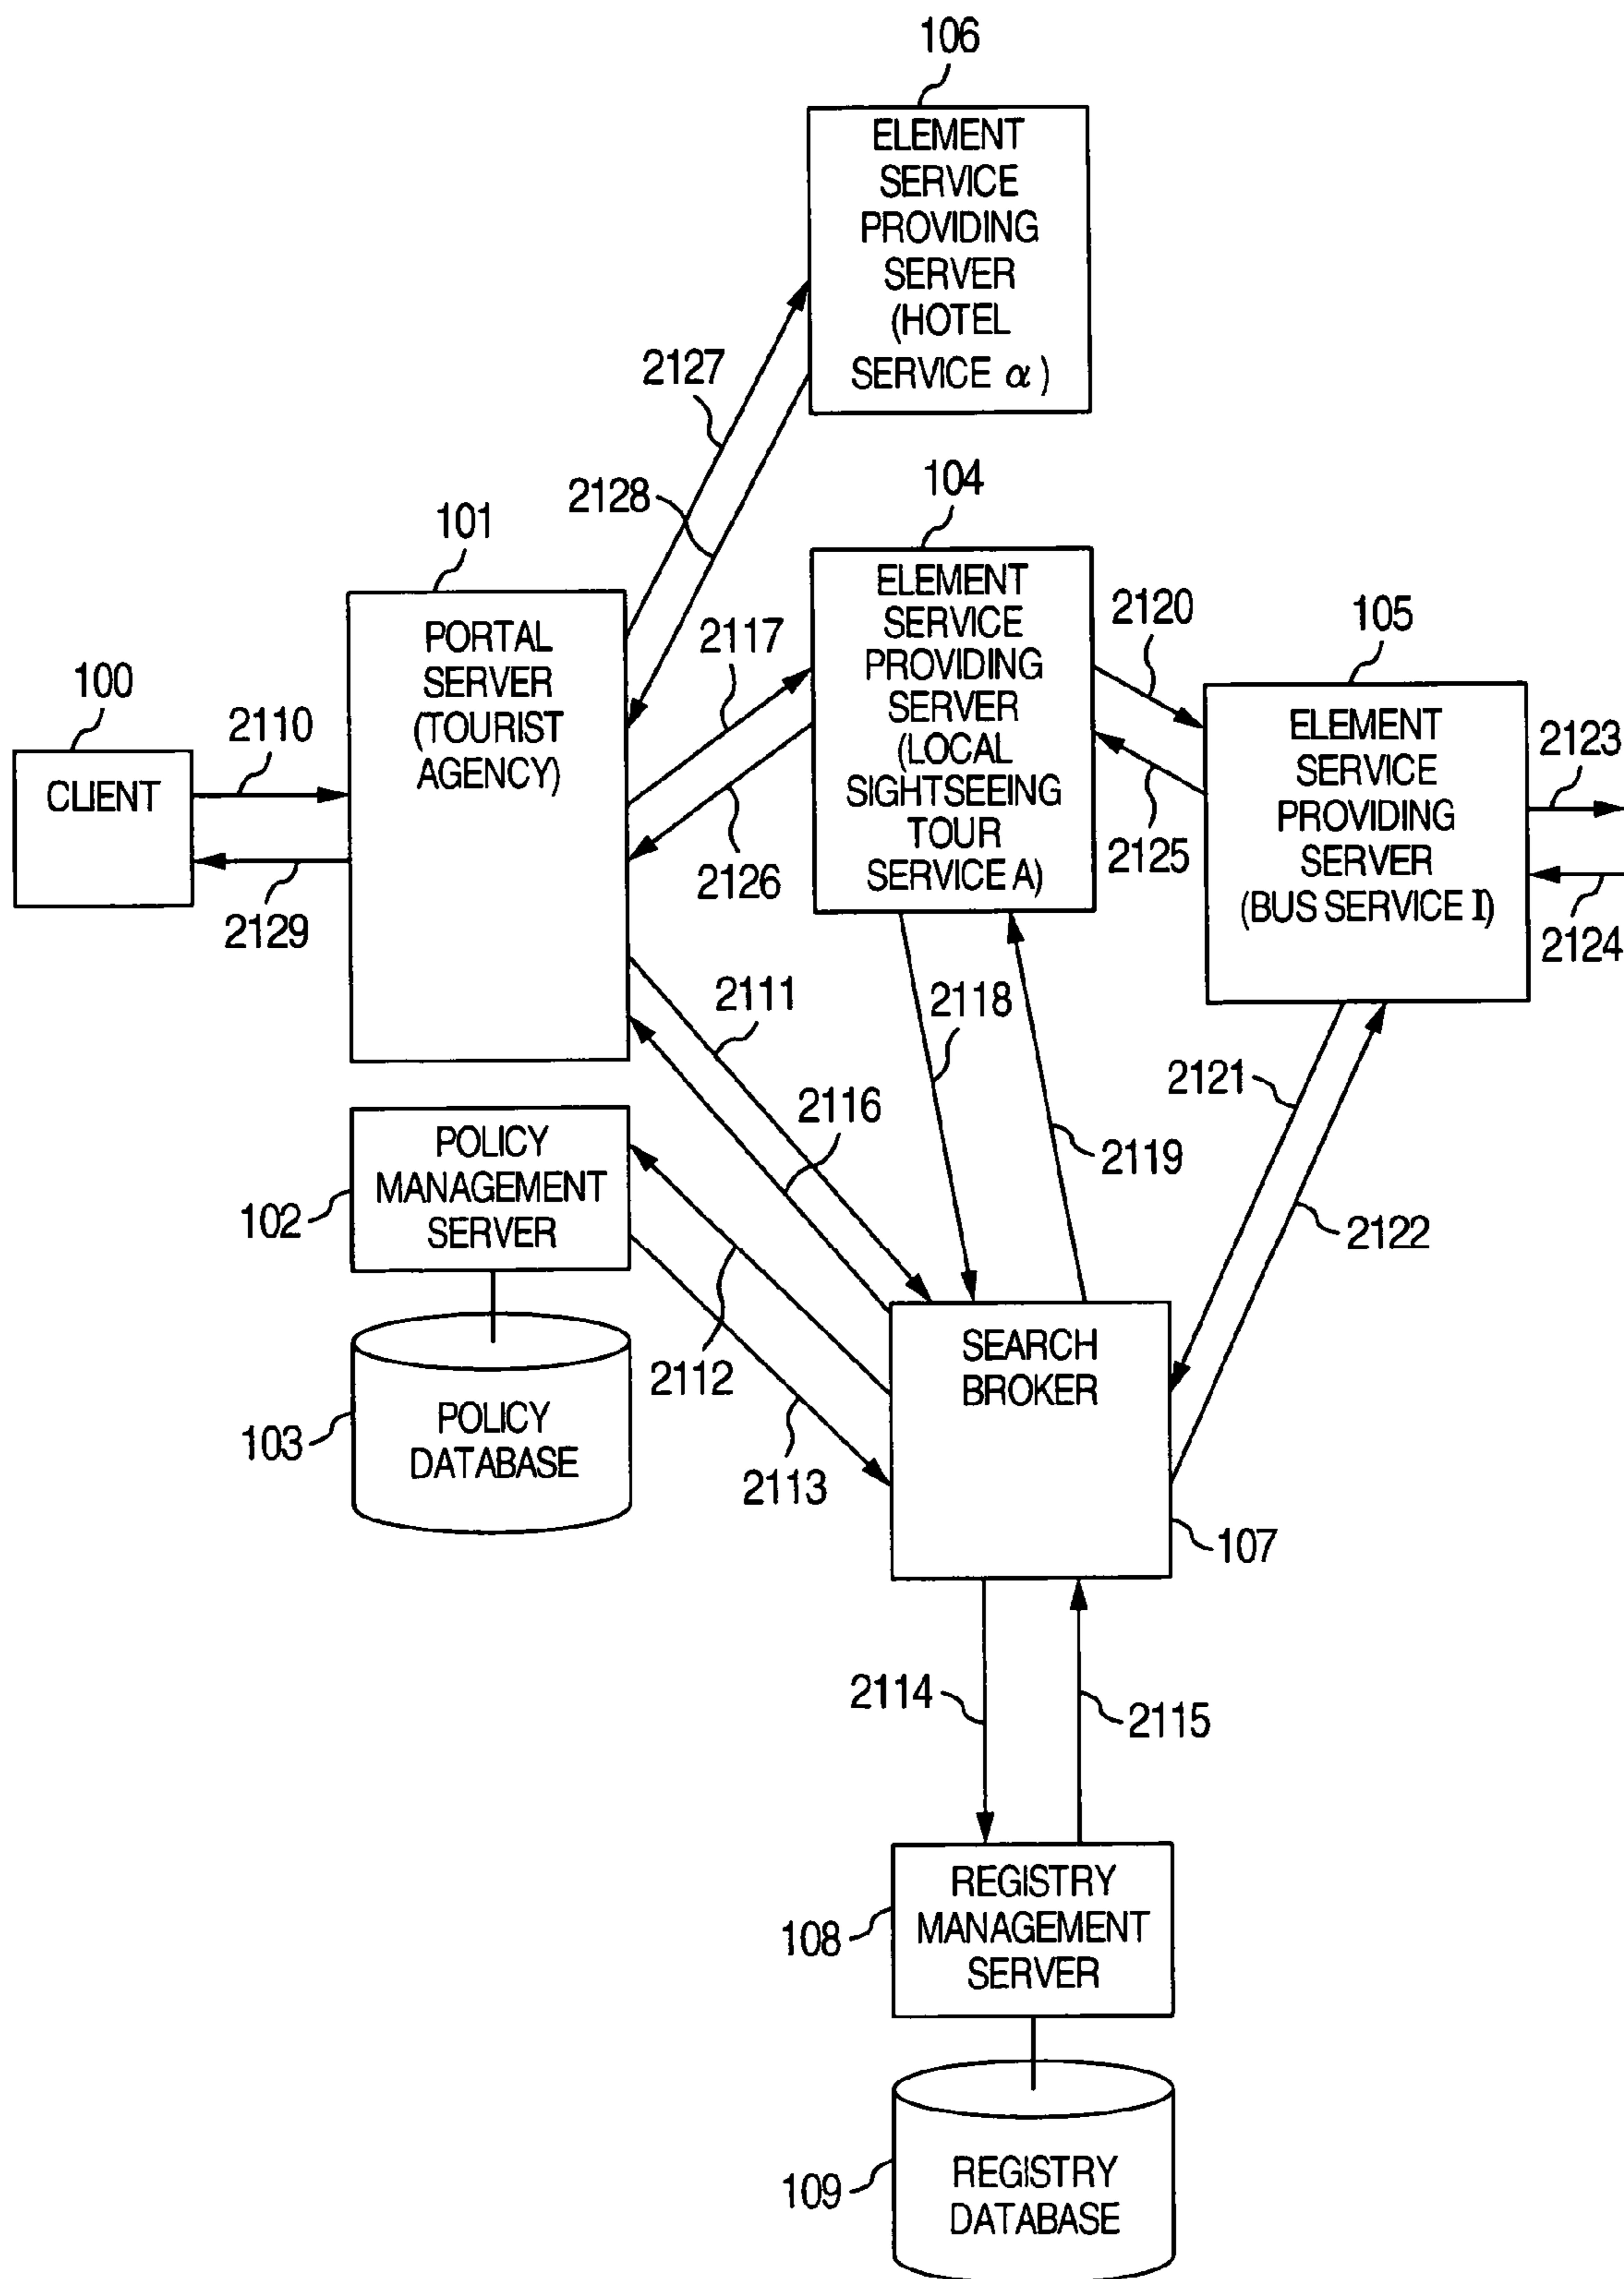 106
ELEMENT
SERVICE
PROVIDING
SERVER
(HOTEL
SERVICE α)
2127
2128
104
101
ELEMENT
SERVICE
PROVIDING
SERVER
(LOCAL
SIGHTSEEING
TOUR
SERVICE A)
PORTAL
SERVER
(TOURIST
AGENCY)
2117
2120
105
100
2110
CLIENT
2129
2126
2125
ELEMENT
SERVICE
PROVIDING
SERVER
(BUS SERVICE I)
2123
2124
2111
2118
2116
2119
2121
2122
POLICY
MANAGEMENT
SERVER
102
2112
2113
POLICY
DATABASE
103
SEARCH
BROKER
107
2114
2115
REGISTRY
MANAGEMENT
SERVER
108
REGISTRY
DATABASE
109